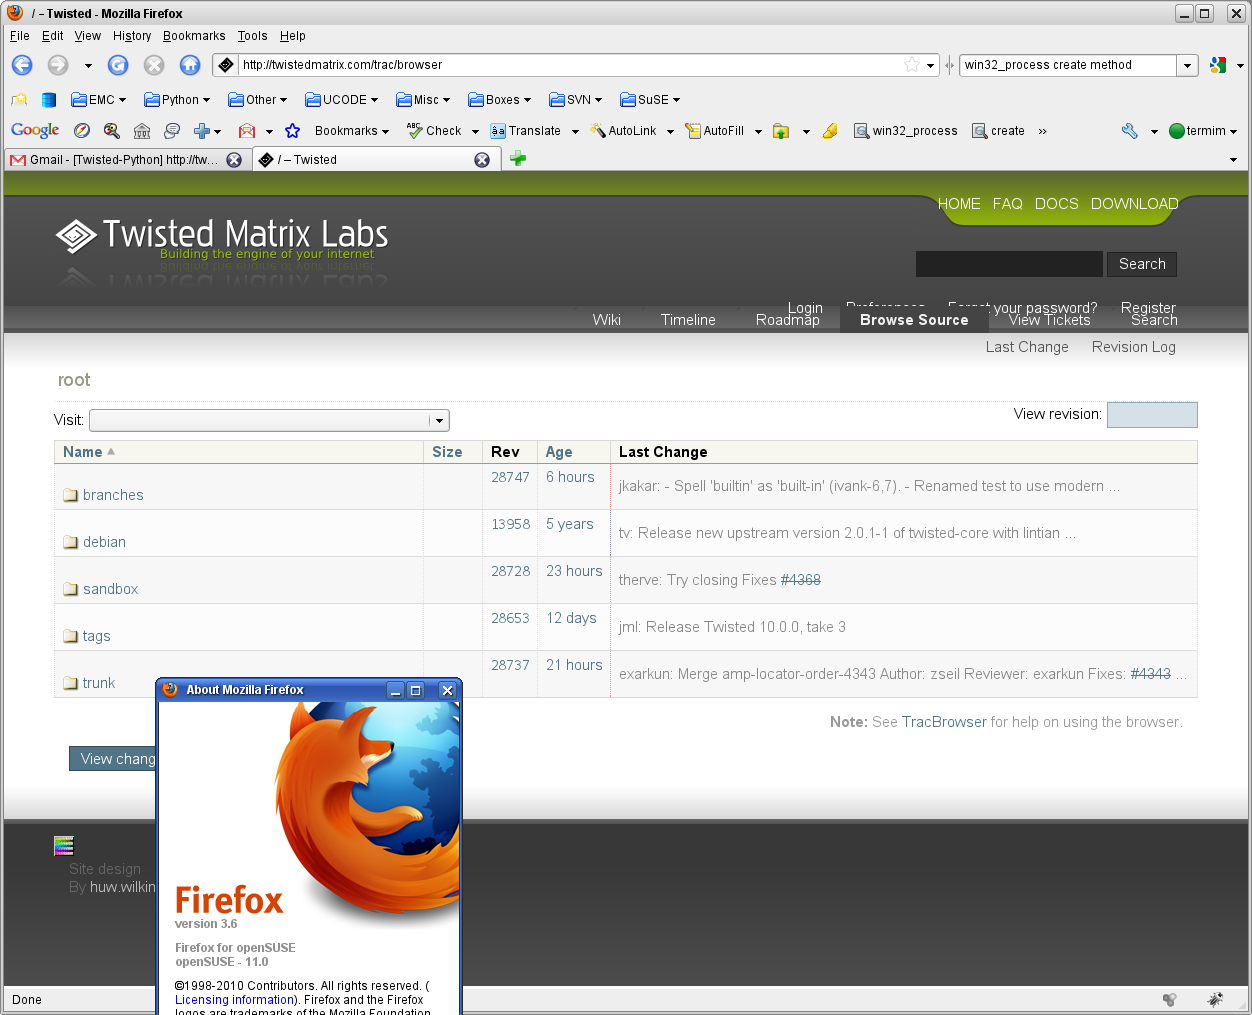 / – Twisted - Mozilla Firefox
File Edit View History Bookmarks Tools Help
http://twistedmatrix.com/trac/browser
win32_process create method
EMC Python Other UCODE Misc Boxes SVN SuSE
Google Bookmarks Check Translate AutoLink AutoFill win32_process create » termim
Gmail - [Twisted-Python] http://tw... / – Twisted
HOME FAQ DOCS DOWNLOAD
Twisted Matrix Labs
Building the engine of your internet
Search
Login Preferences Forgot your password? Register
Wiki Timeline Roadmap Browse Source View Tickets Search
Last Change Revision Log
root
Visit:
View revision:
Name Size Rev Age Last Change
branches 28747 6 hours jkakar: - Spell 'builtin' as 'built-in' (ivank-6,7). - Renamed test to use modern ...
debian 13958 5 years tv: Release new upstream version 2.0.1-1 of twisted-core with lintian ...
sandbox 28728 23 hours therve: Try closing Fixes #4368
tags 28653 12 days jml: Release Twisted 10.0.0, take 3
trunk 28737 21 hours exarkun: Merge amp-locator-order-4343 Author: zseil Reviewer: exarkun Fixes: #4343 ...
Note: See TracBrowser for help on using the browser.
View chang
Site design
By huw.wilkin
About Mozilla Firefox
Firefox
version 3.6
Firefox for openSUSE
openSUSE - 11.0
©1998-2010 Contributors. All rights reserved. (
Licensing information). Firefox and the Firefox
logos are trademarks of the Mozilla Foundation
Done